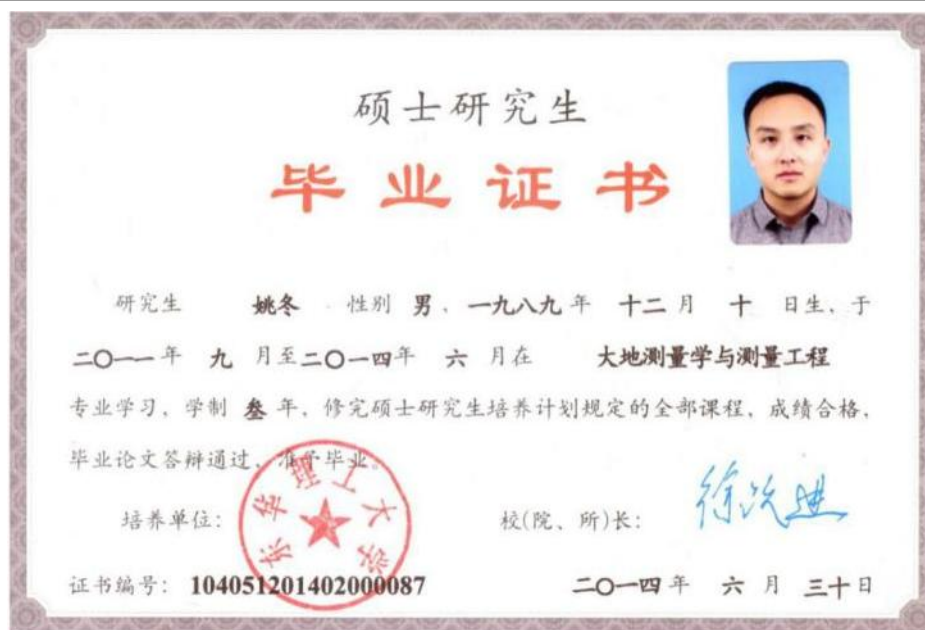 硕士研究生
毕业证书
研究生 姚冬 性别 男，一九八九年 十二月 十 日生，于
二〇一一年 九 月至二〇一四年 六 月在 大地测量学与测量工程
专业学习，学制 叁 年，修完硕士研究生培养计划规定的全部课程，成绩合格，
毕业论文答辩通过，准予毕业。
东华理工大学
培养单位： 校(院、所)长：
证书编号：104051201402000087 二〇一四年 六 月 三十日